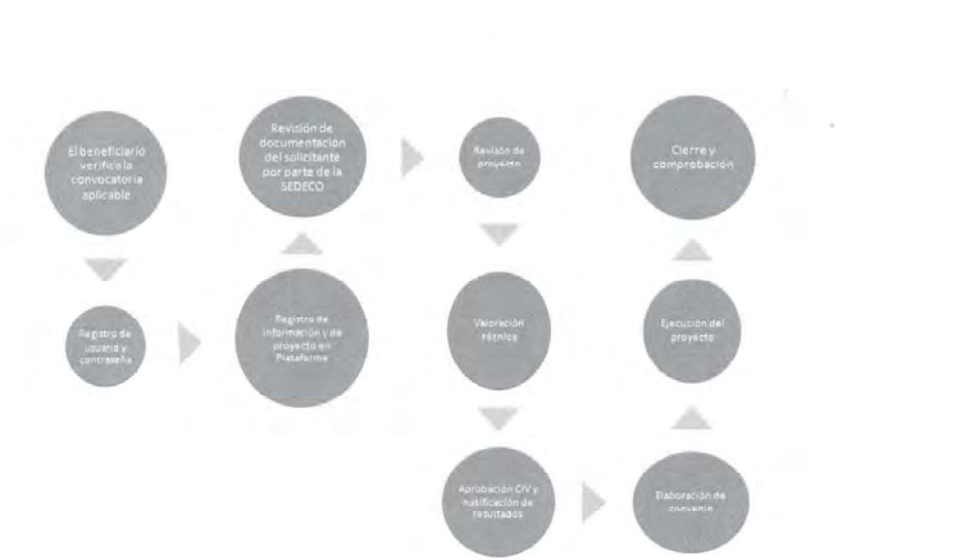 El beneficiario
verifica la
convocatoria
aplicable
Registro de
usuario y
contraseña
Registro de
información y de
proyecto en
Plataforma
Revisión de
documentación
del solicitante
por parte de la
SEDECO
Revisón de
proyecto
Valoración
técnica
Aprobación CIV y
notificación de
resultados
Elaboración de
convenio
Ejecución del
proyecto
Cierre y
comprobación